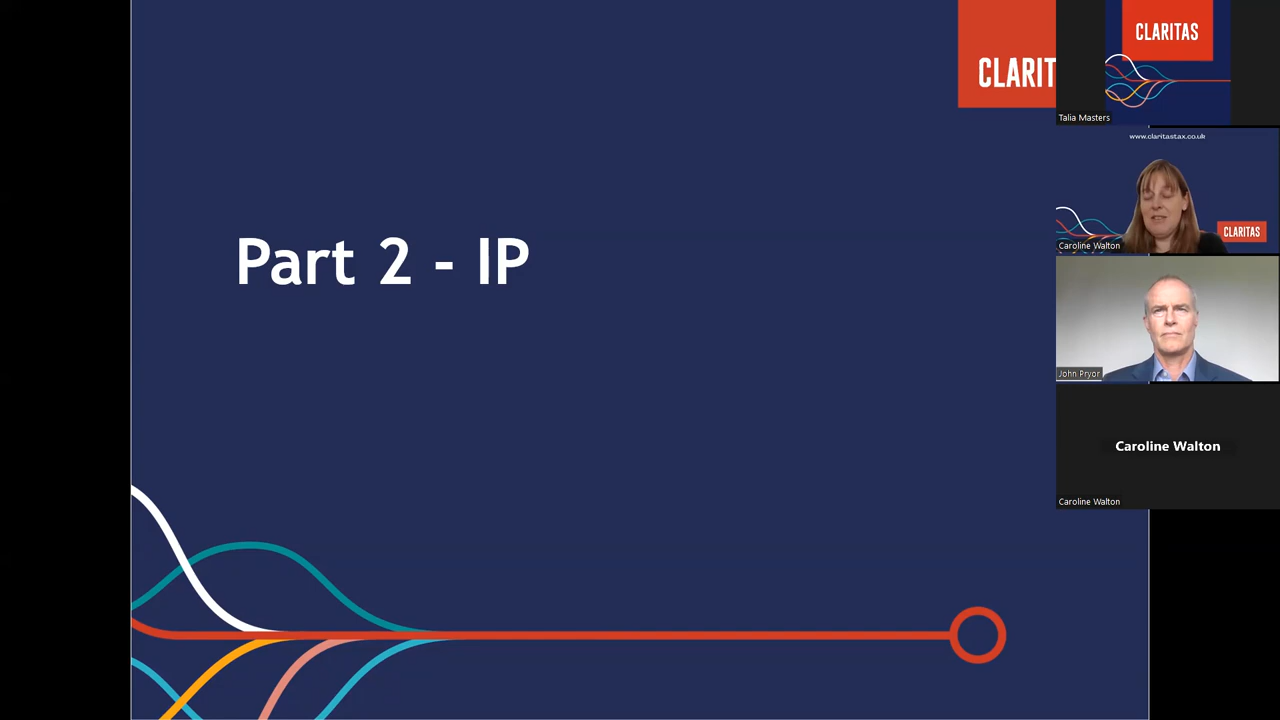 CLARIT
Part 2 - IP
CLARITAS
Talia Masters
www.claritastax.co.uk
CLARITAS
Caroline Walton
John Pryor
Caroline Walton
Caroline Walton